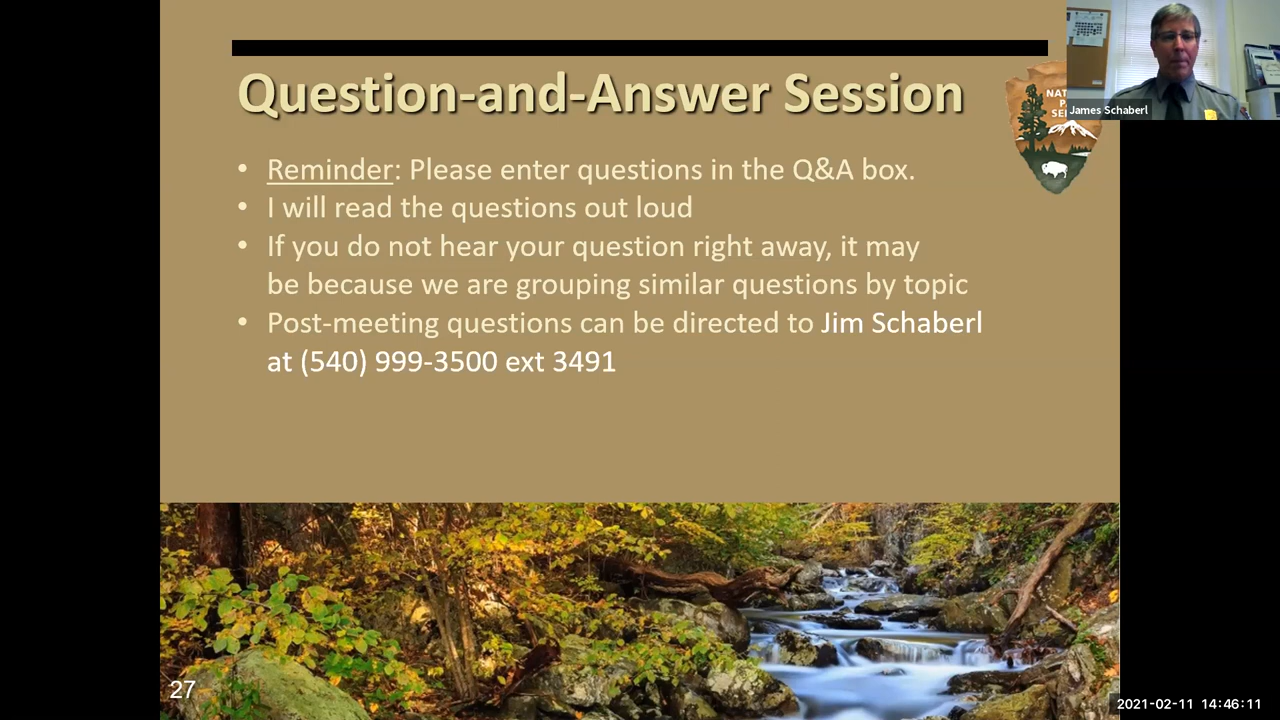 Question-and-Answer Session
• Reminder: Please enter questions in the Q&A box.
• I will read the questions out loud
• If you do not hear your question right away, it may
be because we are grouping similar questions by topic
• Post-meeting questions can be directed to Jim Schaberl
at (540) 999-3500 ext 3491
James Schaberl
27
2021-02-11 14:46:11